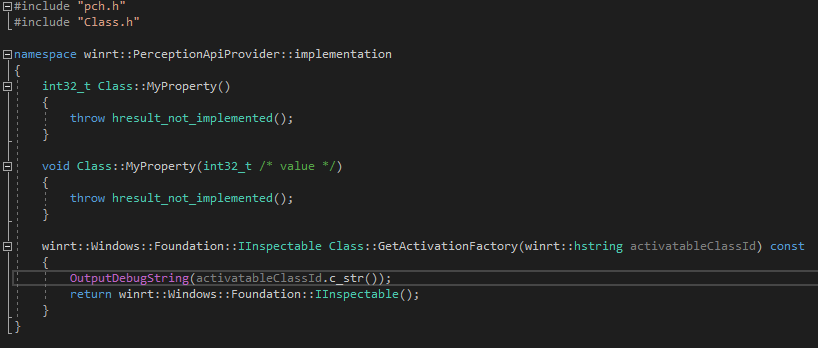 #include "pch.h"
#include "Class.h"
namespace winrt::PerceptionApiProvider::implementation
{
int32_t Class::MyProperty()
{
throw hresult_not_implemented();
}
void Class::MyProperty(int32_t /* value */)
{
throw hresult_not_implemented();
}
winrt::Windows::Foundation::IInspectable Class::GetActivationFactory(winrt::hstring activatableClassId) const
{
OutputDebugString(activatableClassId.c_str());
return winrt::Windows::Foundation::IInspectable();
}
}